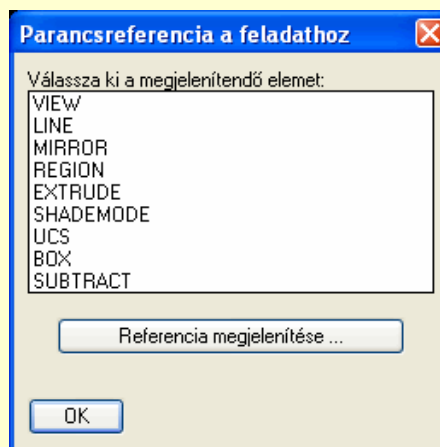 Parancsreferencia a feladathoz
Válassza ki a megjelenítendő elemet:
VIEW
LINE
MIRROR
REGION
EXTRUDE
SHADEMODE
UCS
BOX
SUBTRACT
Referencia megjelenítése ...
OK